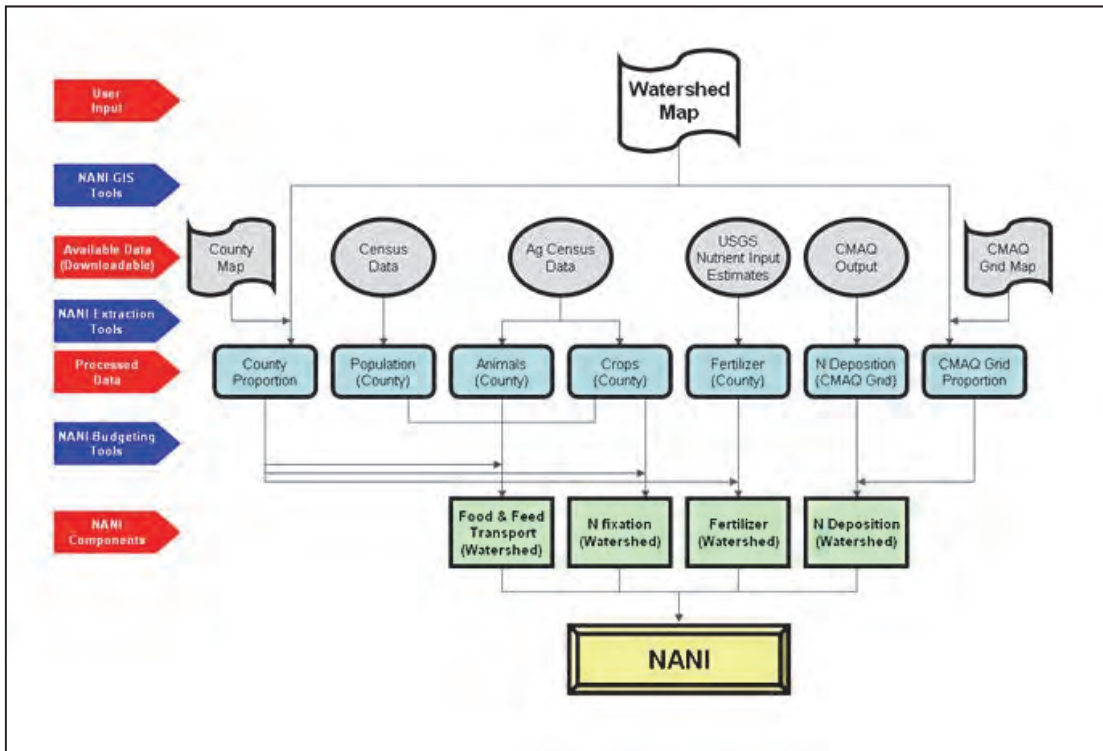 Watershed
Map
User
Input
NANI GIS
Tools
Available Data
(Downloadable)
County
Map
Census
Data
Ag Census
Data
USGS
Nutrient Input
Estimates
CMAQ
Output
CMAQ
Grid Map
NANI Extraction
Tools
Processed
Data
County
Proportion
Population
(County)
Animals
(County)
Crops
(County)
Fertilizer
(County)
N Deposition
(CMAQ Grid)
CMAQ Grid
Proportion
NANI Budgeting
Tools
NANI
Components
Food & Feed
Transport
(Watershed)
N fixation
(Watershed)
Fertilizer
(Watershed)
N Deposition
(Watershed)
NANI